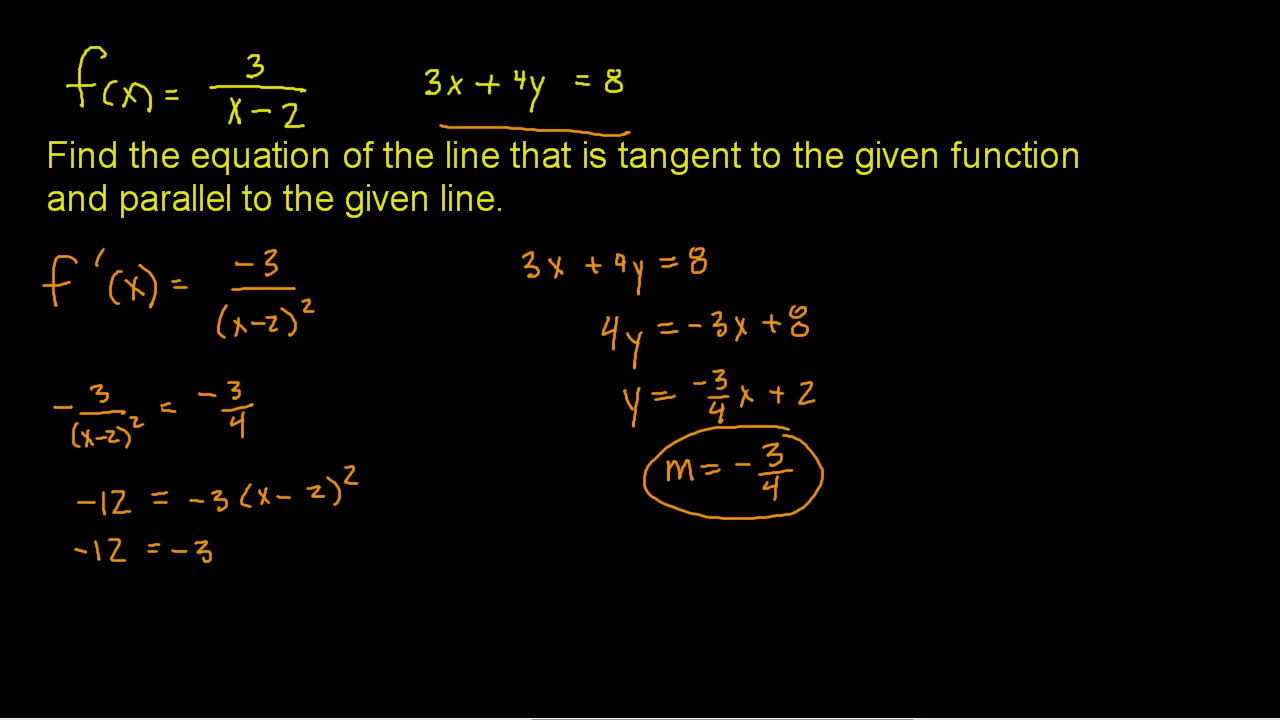 f(x) = 3/(x-2)    3x + 4y = 8
Find the equation of the line that is tangent to the given function
and parallel to the given line.
f'(x) = -3/(x-2)²    3x + 4y = 8
4y = -3x + 8
-3/(x-2)² = -3/4    y = -3/4 x + 2
-12 = -3(x-2)²    m = -3/4
-12 = -3